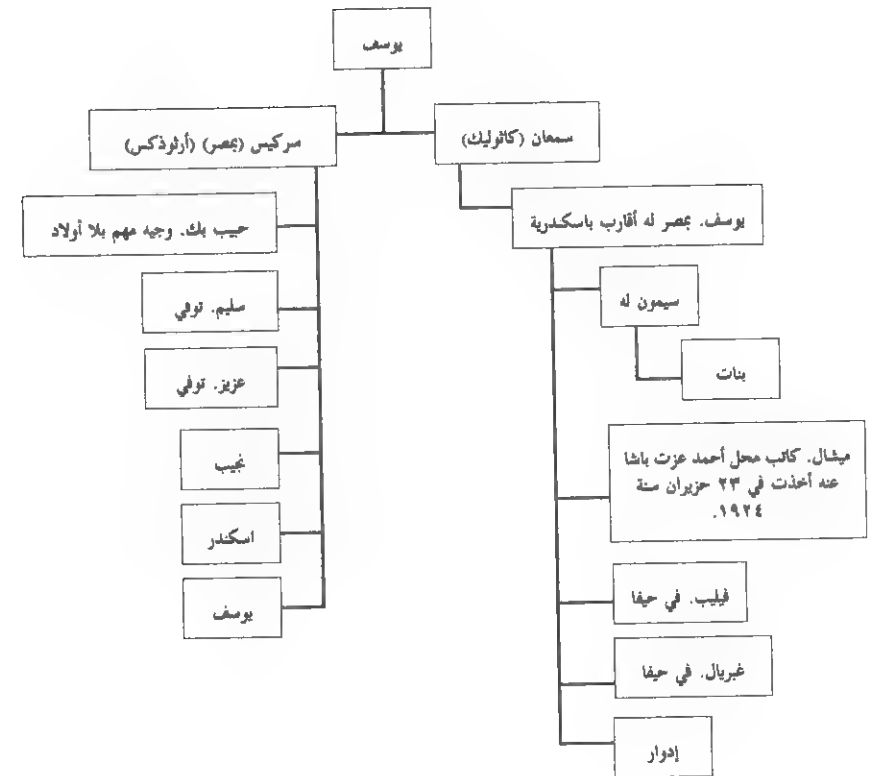 يوسف
سمعان (كاثوليك)
سركيس (بمصر) (أرثوذكس)
يوسف. بمصر له أقارب باسكندرية
سيمون له
بنات
ميشال. كاتب محل أحمد عزت باشا
عنه أخذت في ٢٣ حزيران سنة
١٩٢٤.
فيليب. في حيفا
غبريال. في حيفا
إدوار
حبيب بك. وجيه مهم بلا أولاد
سليم. توفي
عزيز. توفي
نجيب
اسكندر
يوسف